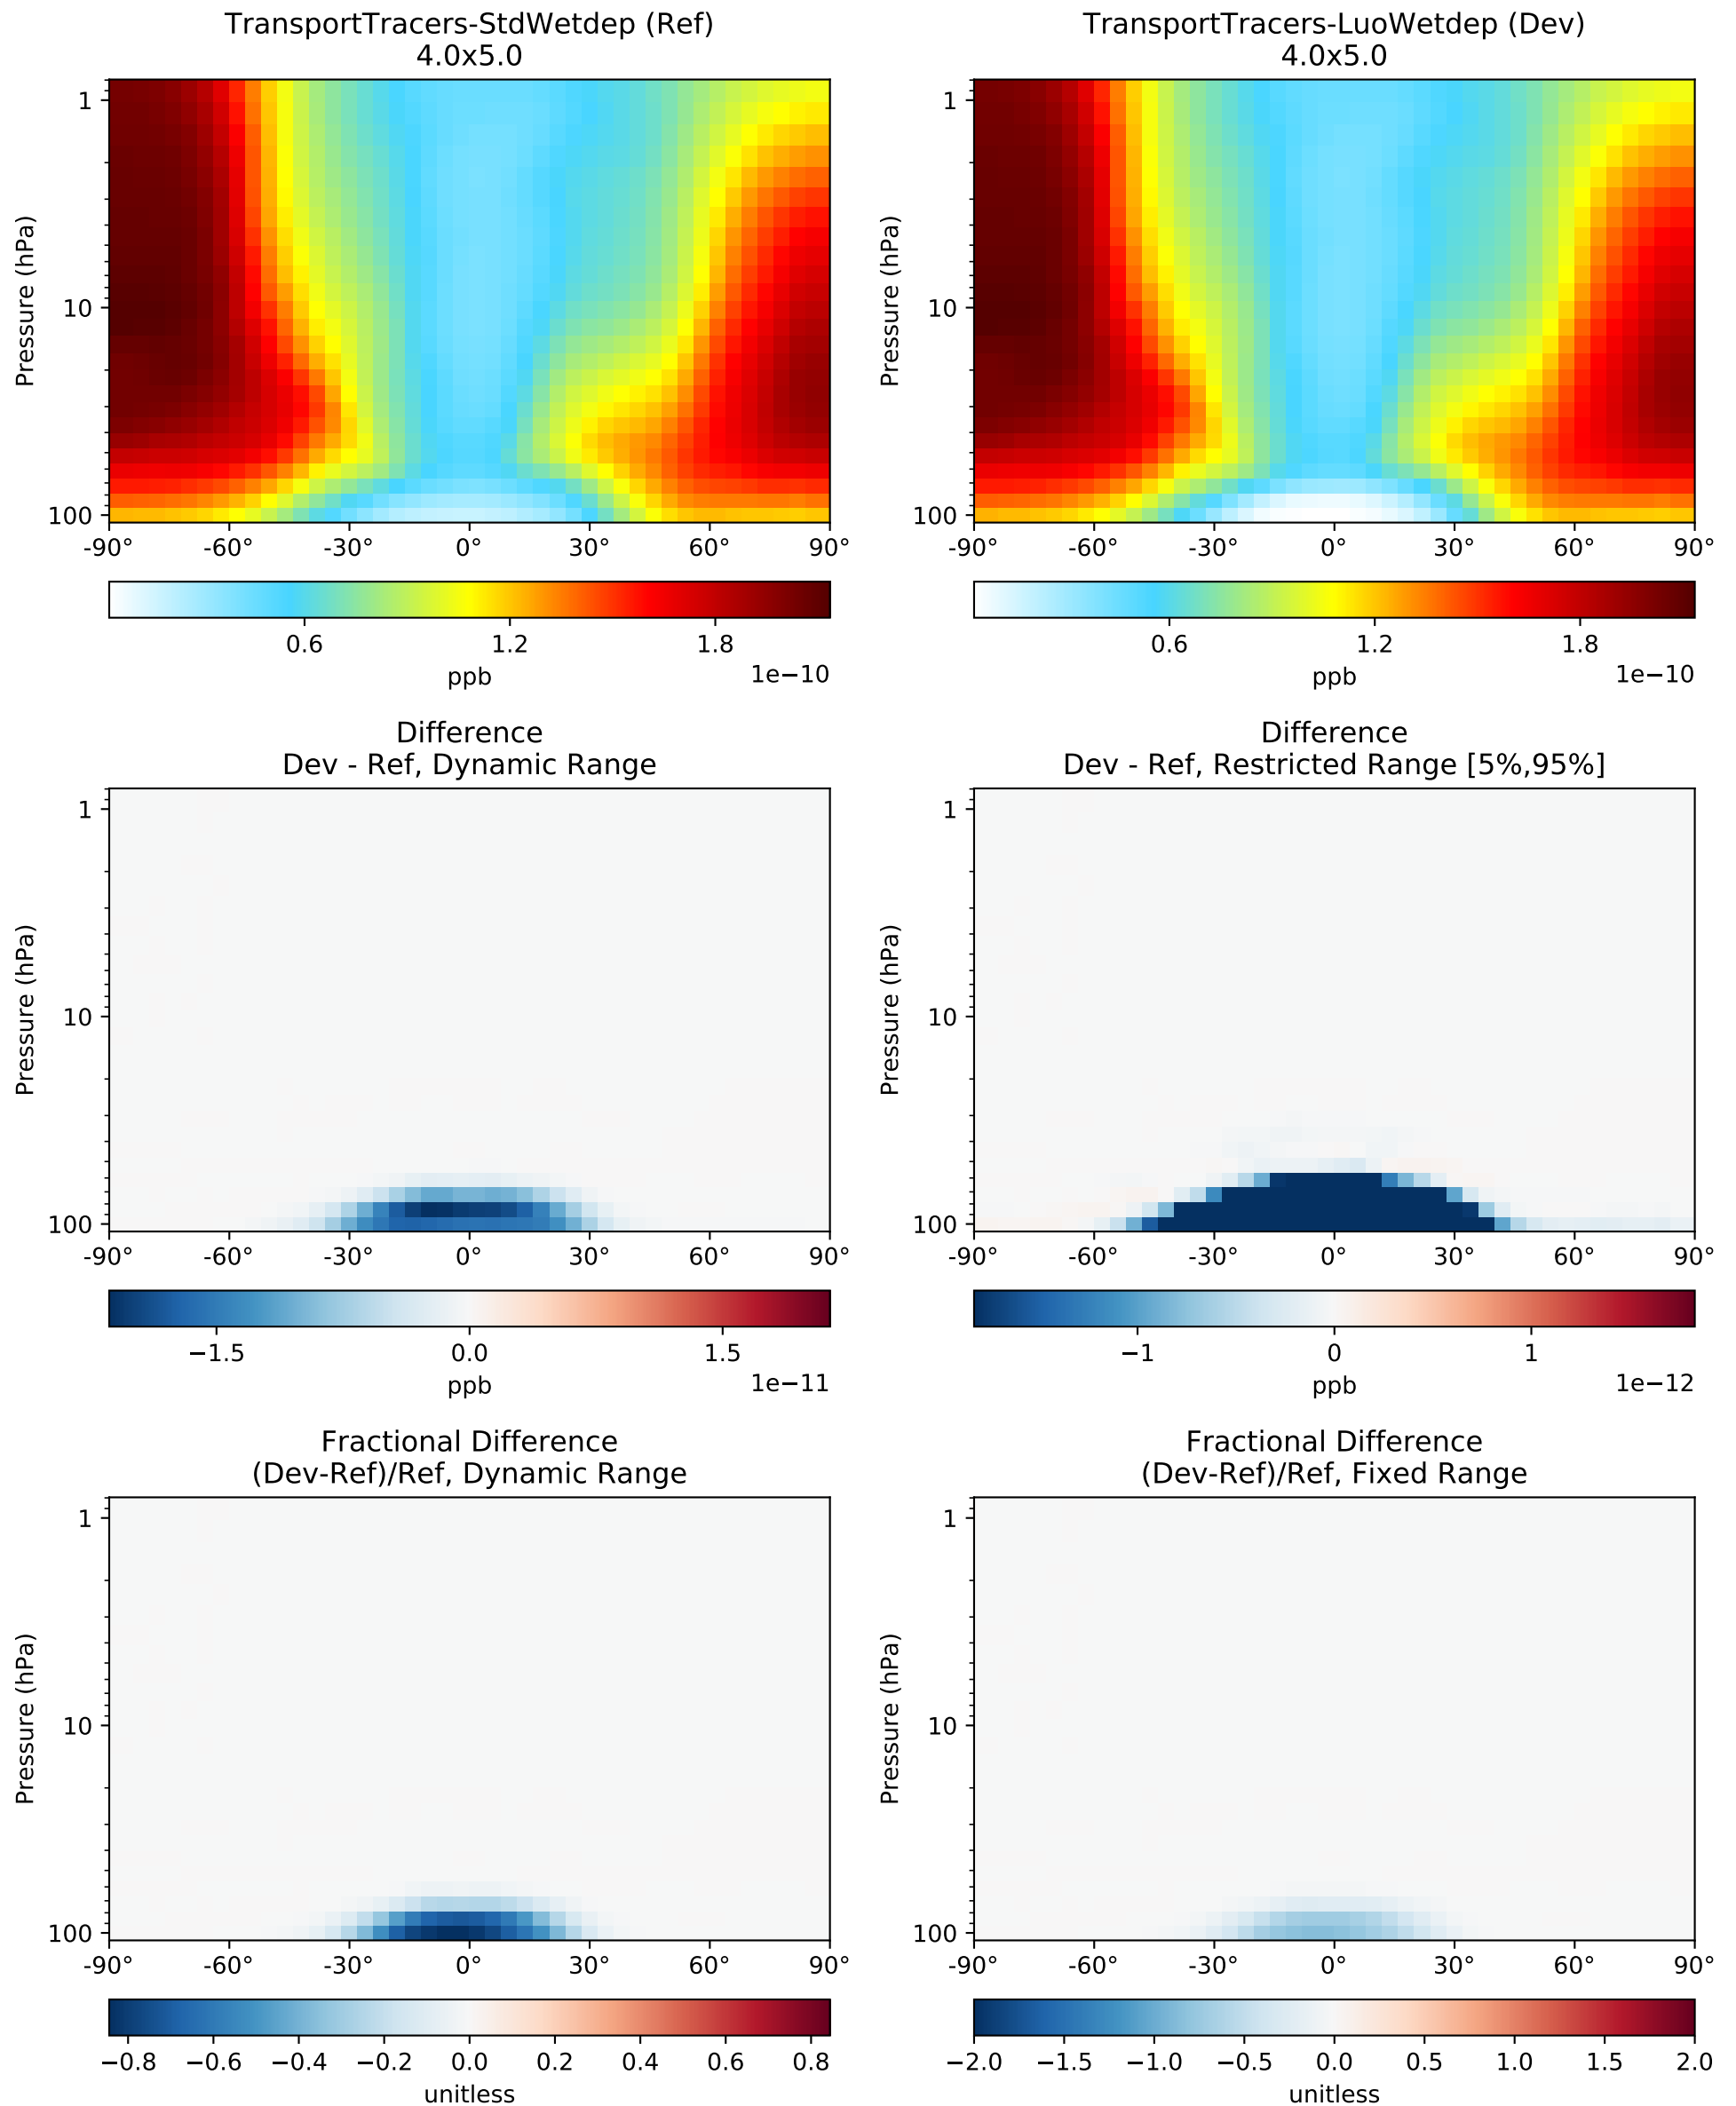 TransportTracers-StdWetdep (Ref)
4.0x5.0
Pressure (hPa)
1
10
100
-90° -60° -30° 0° 30° 60° 90°
0.6 1.2 1.8
ppb
1e−10
TransportTracers-LuoWetdep (Dev)
4.0x5.0
Pressure (hPa)
1
10
100
-90° -60° -30° 0° 30° 60° 90°
0.6 1.2 1.8
ppb
1e−10
Difference
Dev - Ref, Dynamic Range
Pressure (hPa)
1
10
100
-90° -60° -30° 0° 30° 60° 90°
−1.5 0.0 1.5
ppb
1e−11
Difference
Dev - Ref, Restricted Range [5%,95%]
Pressure (hPa)
1
10
100
-90° -60° -30° 0° 30° 60° 90°
−1 0 1
ppb
1e−12
Fractional Difference
(Dev-Ref)/Ref, Dynamic Range
Pressure (hPa)
1
10
100
-90° -60° -30° 0° 30° 60° 90°
−0.8 −0.6 −0.4 −0.2 0.0 0.2 0.4 0.6 0.8
unitless
Fractional Difference
(Dev-Ref)/Ref, Fixed Range
Pressure (hPa)
1
10
100
-90° -60° -30° 0° 30° 60° 90°
−2.0 −1.5 −1.0 −0.5 0.0 0.5 1.0 1.5 2.0
unitless